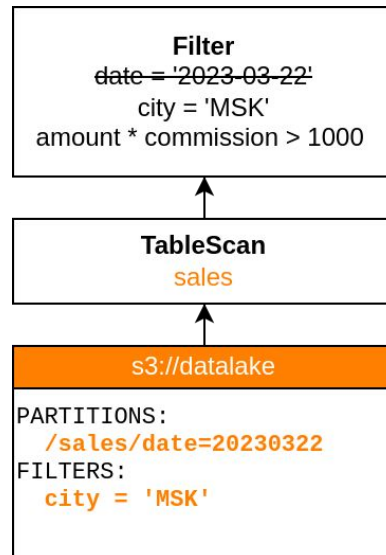 Filter
date = '2023-03-22'
city = 'MSK'
amount * commission > 1000
TableScan
sales
s3://datalake
PARTITIONS:
/sales/date=20230322
FILTERS:
city = 'MSK'